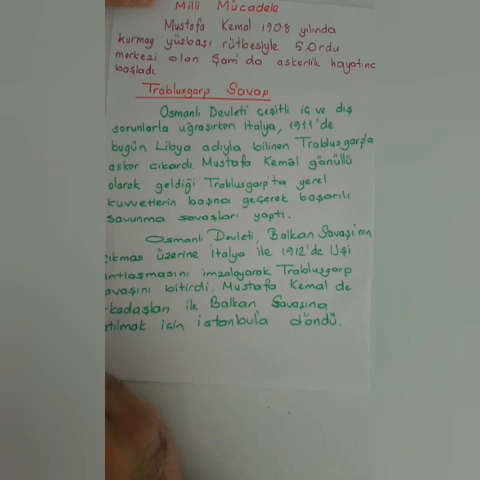 Milli Mücadele
Mustafa Kemal 1908 yılında
kurmay yüzbaşı rütbesiyle 5.Ordu
merkezi olan Şam'da askerlik hayatına
başladı.
Trablusgarp Savaşı
Osmanlı Devleti çeşitli iç ve dış
sorunlarla uğraşırken İtalya, 1911'de
bugün Libya adıyla bilinen Trablusgarp'a
asker çıkardı. Mustafa Kemal gönüllü
olarak geldiği Trablusgarp'ta yerel
kuvvetlerin başına geçerek başarılı
savunma savaşları yaptı.
Osmanlı Devleti, Balkan Savaşı'nın
çıkması üzerine İtalya ile 1912'de Uşi
antlaşmasını imzalayarak Trablusgarp
avaşını bitirdi. Mustafa Kemal de
kadaşları ile Balkan Savaşına
tılmak için istanbul'a döndü.